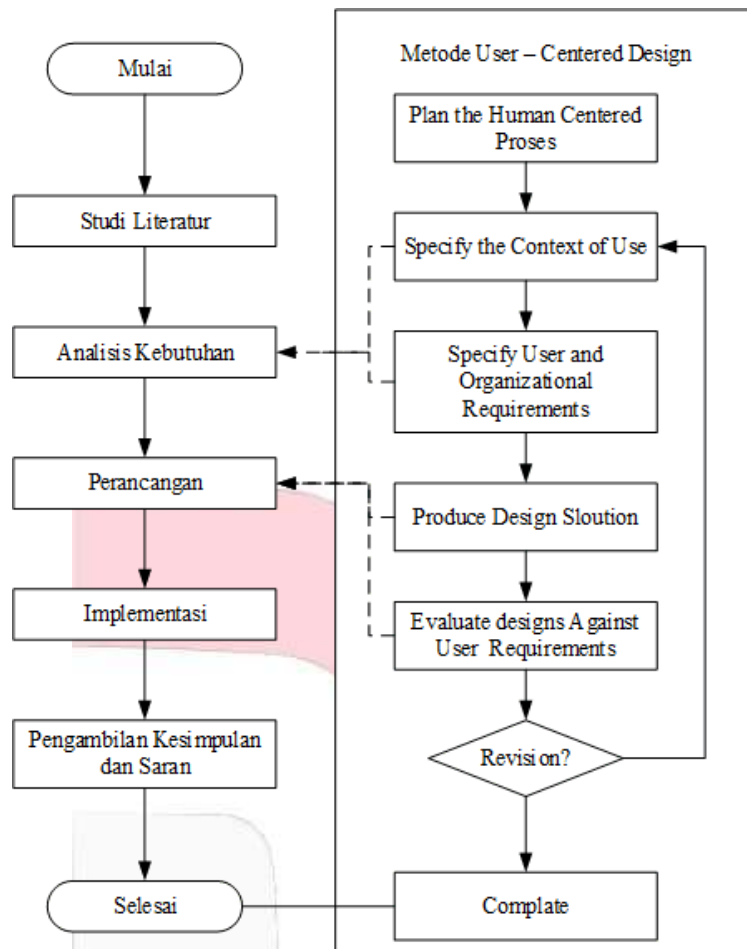 Mulai
Studi Literatur
Analisis Kebutuhan
Perancangan
Implementasi
Pengambilan Kesimpulan
dan Saran
Selesai
Metode User – Centered Design
Plan the Human Centered
Proses
Specify the Context of Use
Specify User and
Organizational
Requirements
Produce Design Sloution
Evaluate designs Against
User Requirements
Revision?
Complate